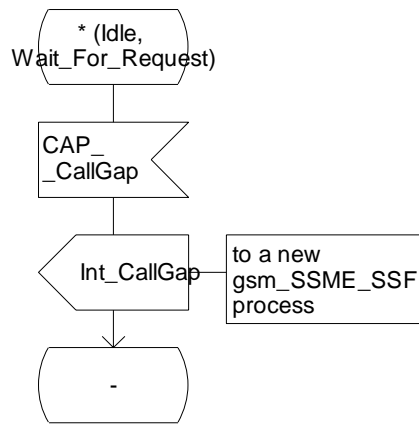 * (Idle,
Wait_For_Request)
CAP_
_CallGap
Int_CallGap
to a new
gsm_SSME_SSF
process
-